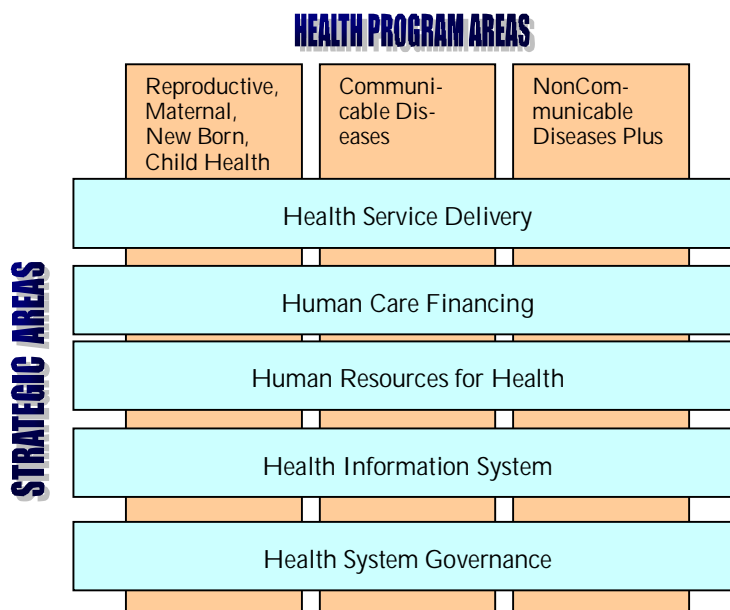 HEALTH PROGRAM AREAS
Reproductive,
Maternal,
New Born,
Child Health
Communi-
cable Dis-
eases
NonCom-
municable
Diseases Plus
STRATEGIC AREAS
Health Service Delivery
Human Care Financing
Human Resources for Health
Health Information System
Health System Governance